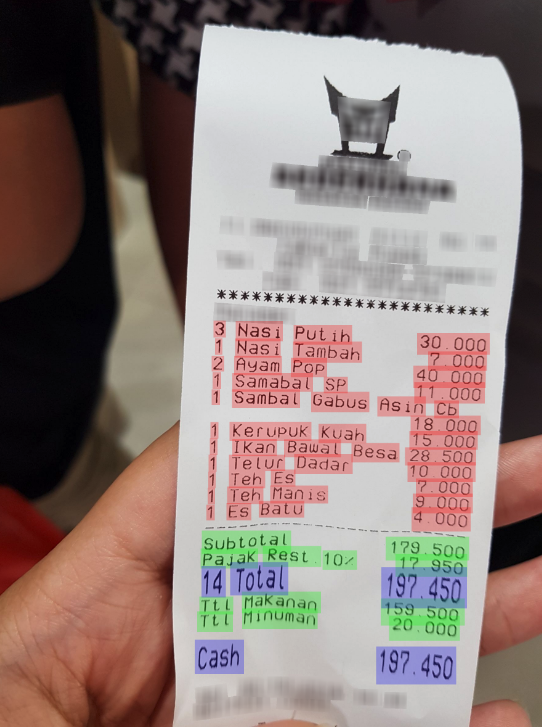 *****************************
3 Nasi Putih 30.000
1 Nasi Tambah 7.000
2 Ayam Pop 40.000
1 Samabal SP 11.000
1 Sambal Gabus Asin Cb
18.000
1 Kerupuk Kuah 15.000
1 Ikan Bawal Besa 28.500
1 Telur Dadar 10.000
1 Teh Es 7.000
1 Teh Manis 9.000
1 Es Batu 4.000
Subtotal 179.500
Pajak Rest 10% 17.950
14 Total 197.450
Ttl Makanan 159.500
Ttl Minuman 20.000
Cash 197.450